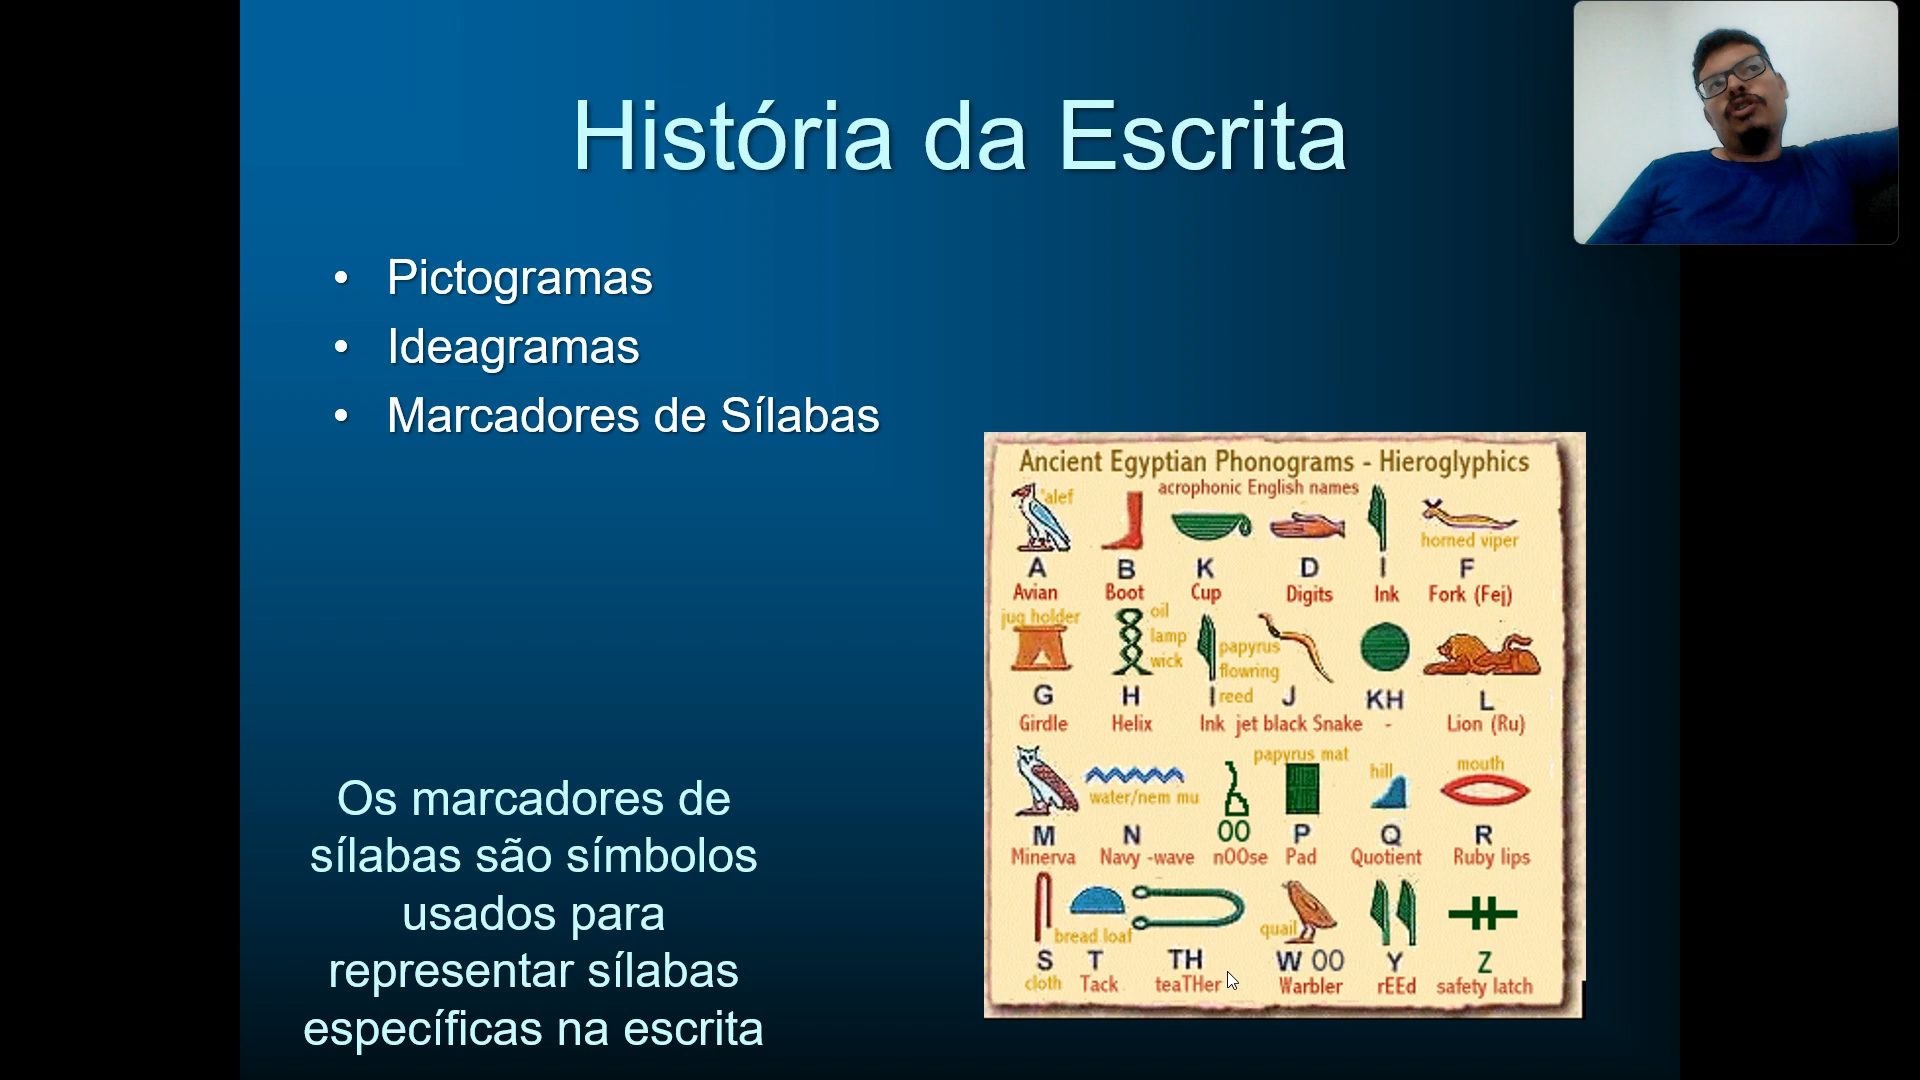 História da Escrita
• Pictogramas
• Ideagramas
• Marcadores de Sílabas
Os marcadores de
sílabas são símbolos
usados para
representar sílabas
específicas na escrita
Ancient Egyptian Phonograms - Hieroglyphics
acrophonic English names
'alef
horned viper
A B K D I F
Avian Boot Cup Digits Ink Fork (Fej)
jug holder
oil
lamp
wick
papyrus
flowring
reed
G H I J KH L
Girdle Helix Ink jet black Snake - Lion (Ru)
papyrus mat
hill
mouth
water/nem mu
M N OO P Q R
Minerva Navy -wave nOOse Pad Quotient Ruby lips
quail
bread loaf
S T TH W OO Y Z
cloth Tack teaTHer Warbler rEEd safety latch